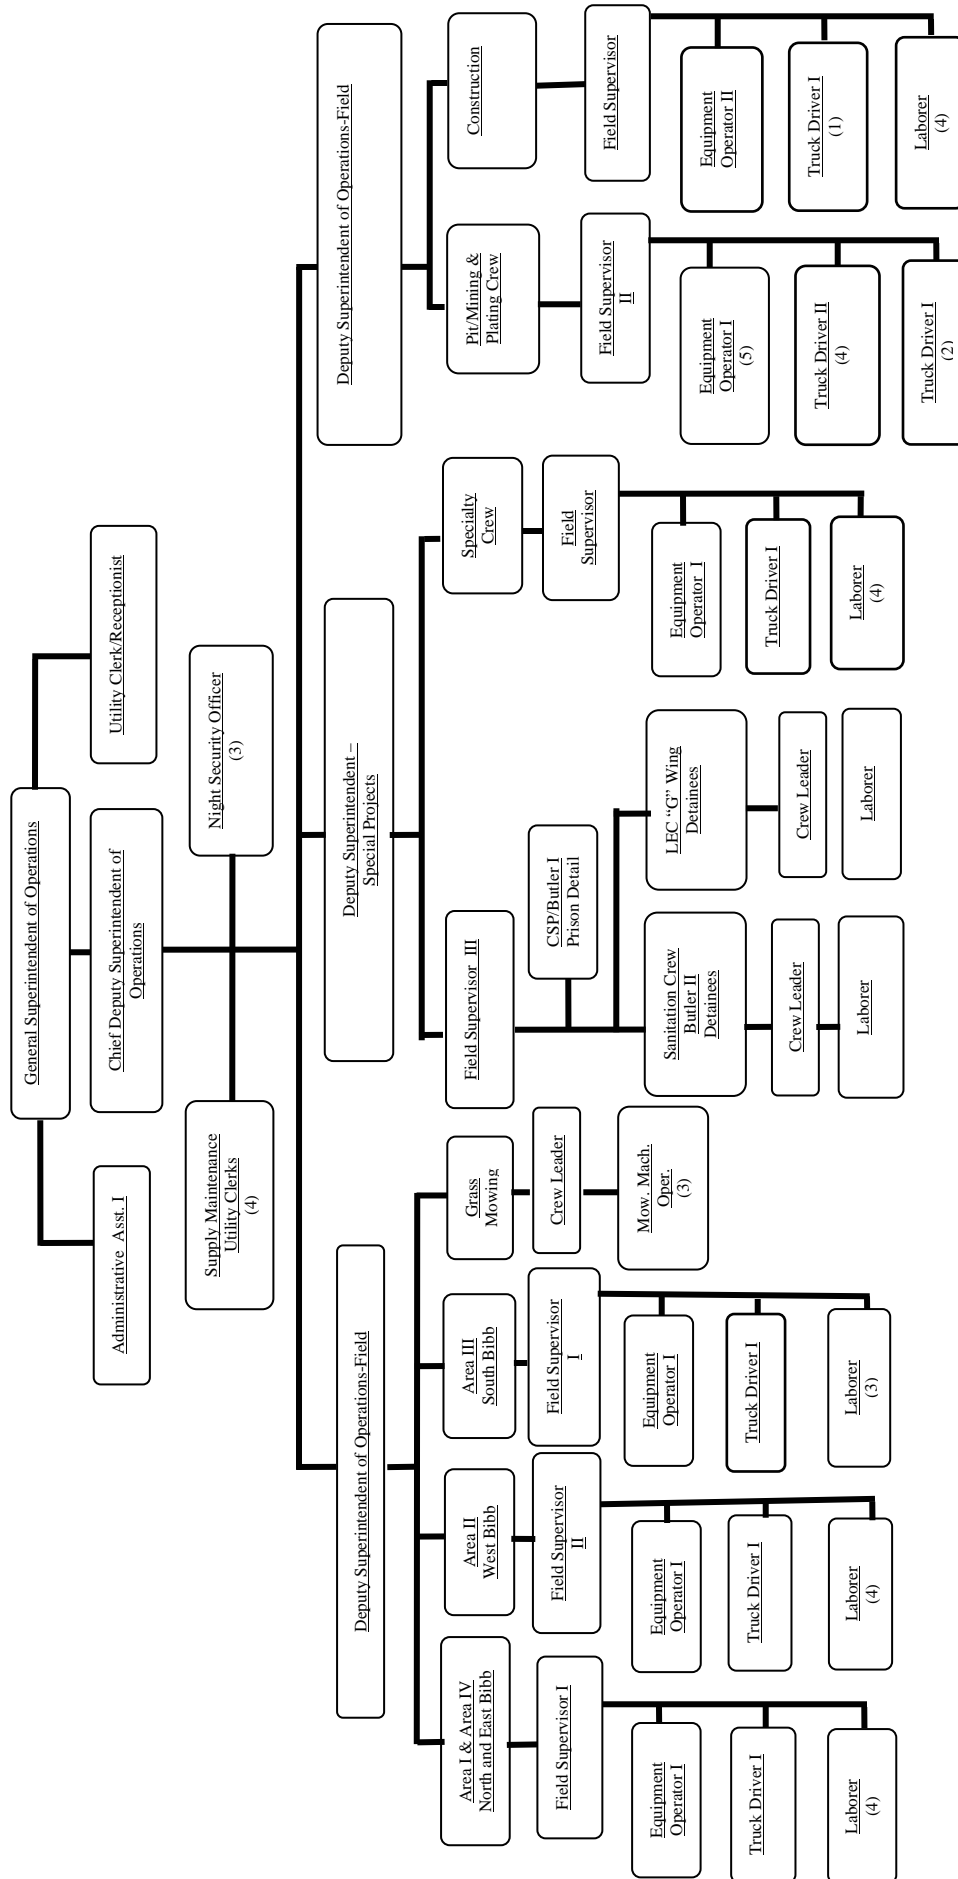 General Superintendent of Operations
Administrative Asst. I
Chief Deputy Superintendent of
Operations
Utility Clerk/Receptionist
Supply Maintenance
Utility Clerks
(4)
Night Security Officer
(3)
Deputy Superintendent of Operations-Field
Deputy Superintendent –
Special Projects
Deputy Superintendent of Operations-Field
Area I & Area IV
North and East Bibb
Field Supervisor I
Equipment
Operator I
Truck Driver I
Laborer
(4)
Area II
West Bibb
Field Supervisor
II
Equipment
Operator I
Truck Driver I
Laborer
(4)
Area III
South Bibb
Field Supervisor
I
Equipment
Operator I
Truck Driver I
Laborer
(3)
Grass
Mowing
Crew Leader
Mow. Mach.
Oper.
(3)
Field Supervisor III
CSP/Butler I
Prison Detail
Sanitation Crew
Butler II
Detainees
Crew Leader
Laborer
LEC “G” Wing
Detainees
Crew Leader
Laborer
Specialty
Crew
Field
Supervisor
Equipment
Operator I
Truck Driver I
Laborer
(4)
Pit/Mining &
Plating Crew
Field Supervisor
II
Equipment
Operator I
(5)
Truck Driver II
(4)
Truck Driver I
(2)
Construction
Field Supervisor
Equipment
Operator II
Truck Driver I
(1)
Laborer
(4)